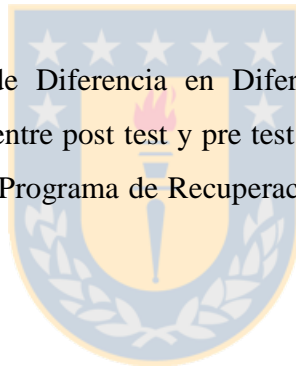 de Diferencia en Difer
entre post test y pre test
Programa de Recuperac